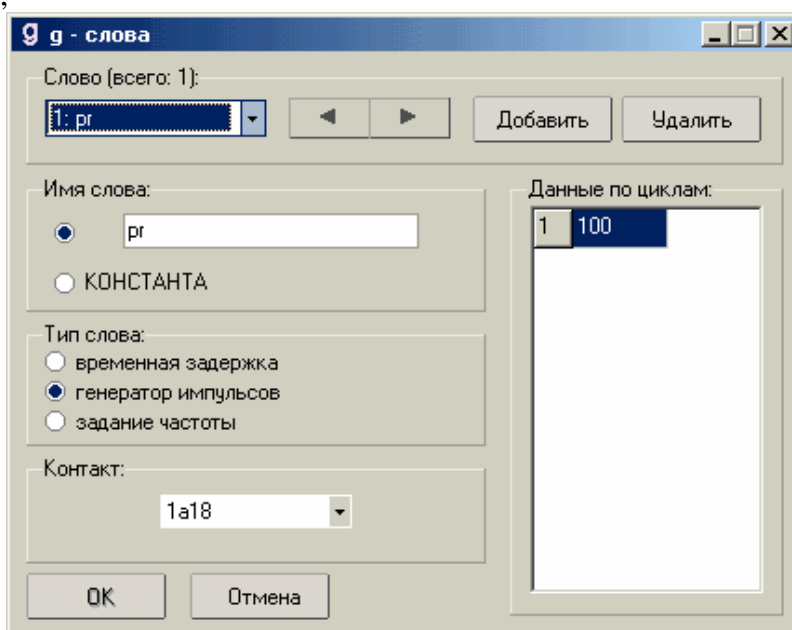 ,
g g - слова
Слово (всего: 1):
1: pr
Добавить
Удалить
Имя слова:
pr
КОНСТАНТА
Тип слова:
временная задержка
генератор импульсов
задание частоты
Контакт:
1a18
Данные по циклам:
1 100
OK
Отмена